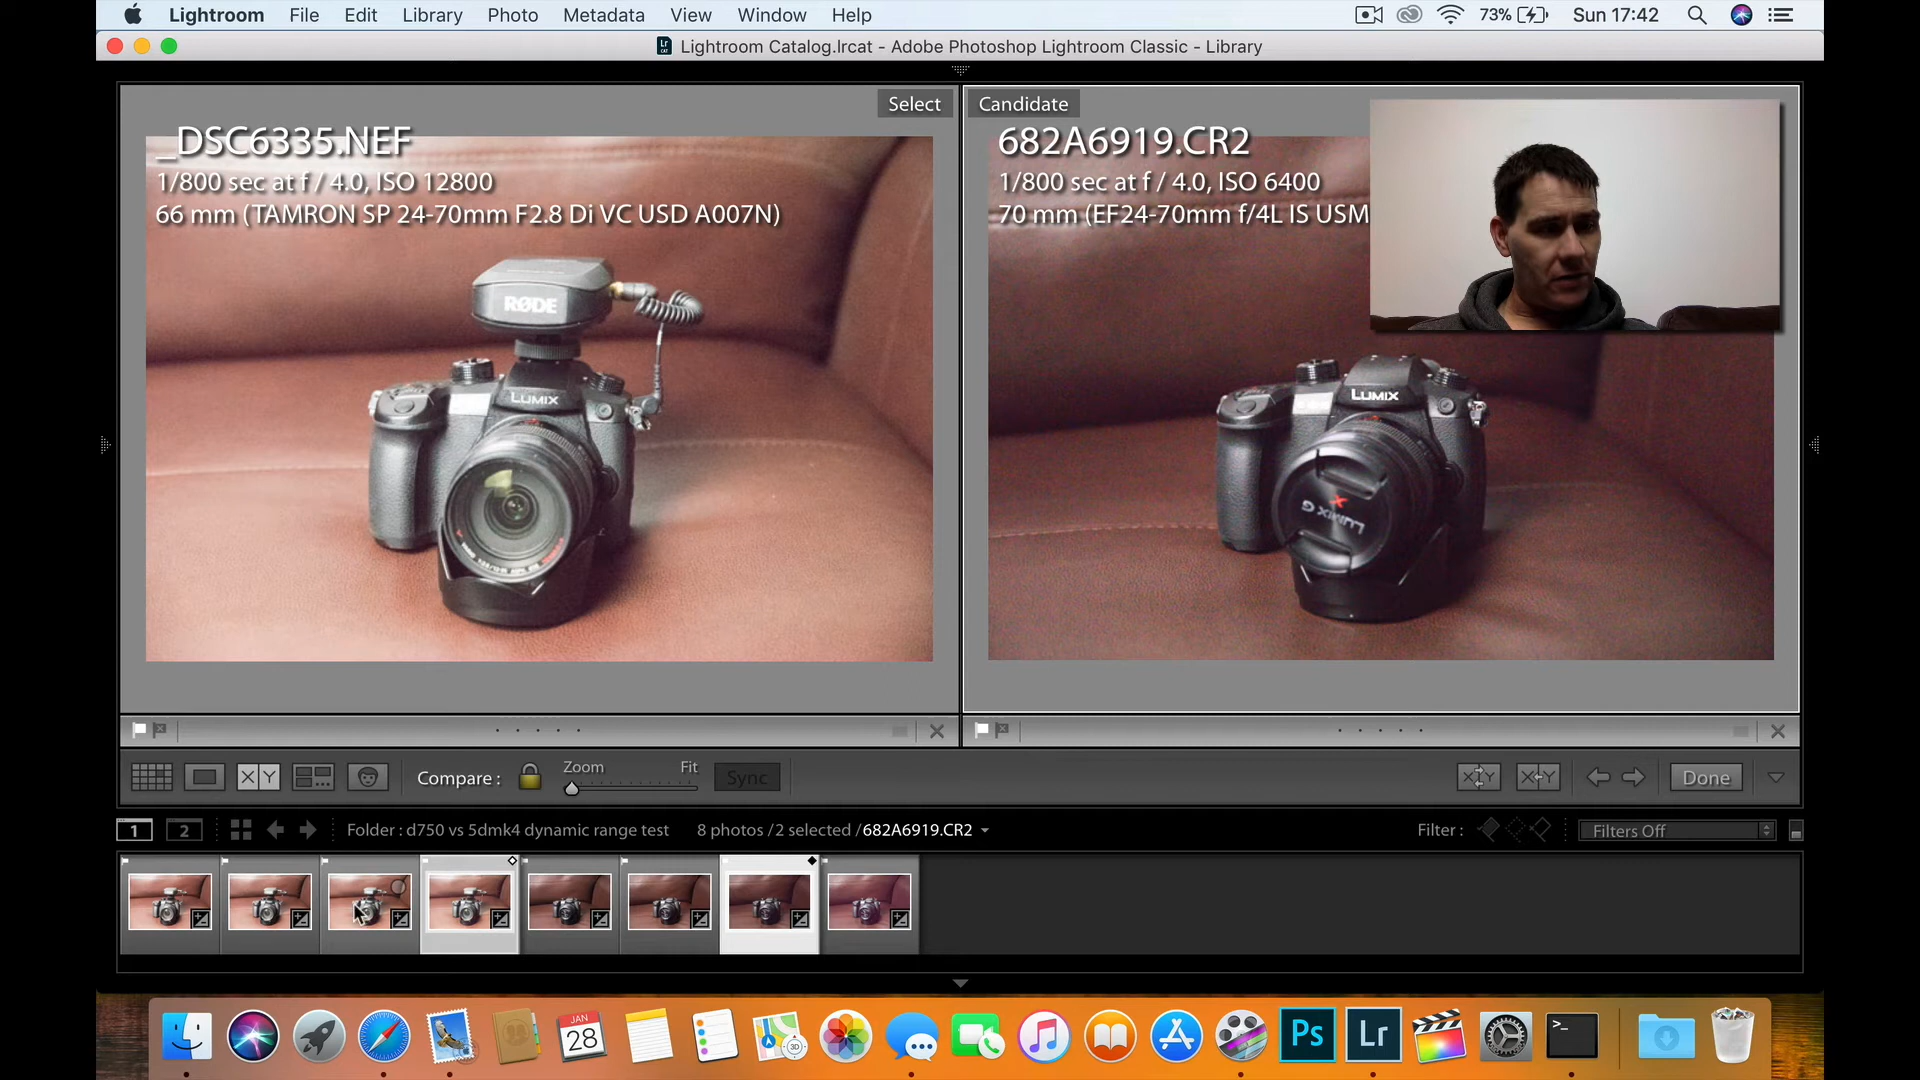 Lightroom File Edit Library Photo Metadata View Window Help 73% Sun 17:42
Lightroom Catalog.lrcat - Adobe Photoshop Lightroom Classic - Library
Select
Candidate
_DSC6335.NEF
1/800 sec at f / 4.0, ISO 12800
66 mm (TAMRON SP 24-70mm F2.8 Di VC USD A007N)
682A6919.CR2
1/800 sec at f / 4.0, ISO 6400
70 mm (EF24-70mm f/4L IS USM
RØDE
LUMIX
LUMIX
LUMIX G X
XY Compare : Zoom Fit Sync Done
1 2 Folder : d750 vs 5dmk4 dynamic range test 8 photos / 2 selected / 682A6919.CR2 Filter : Filters Off
JAN
28
3D
Ps
Lr
>_